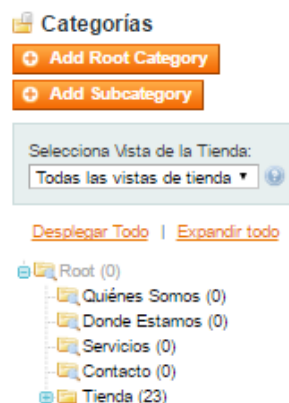 Categorías
Add Root Category
Add Subcategory
Selecciona Vista de la Tienda:
Todas las vistas de tienda
Desplegar Todo | Expandir todo
Root (0)
Quiénes Somos (0)
Donde Estamos (0)
Servicios (0)
Contacto (0)
Tienda (23)